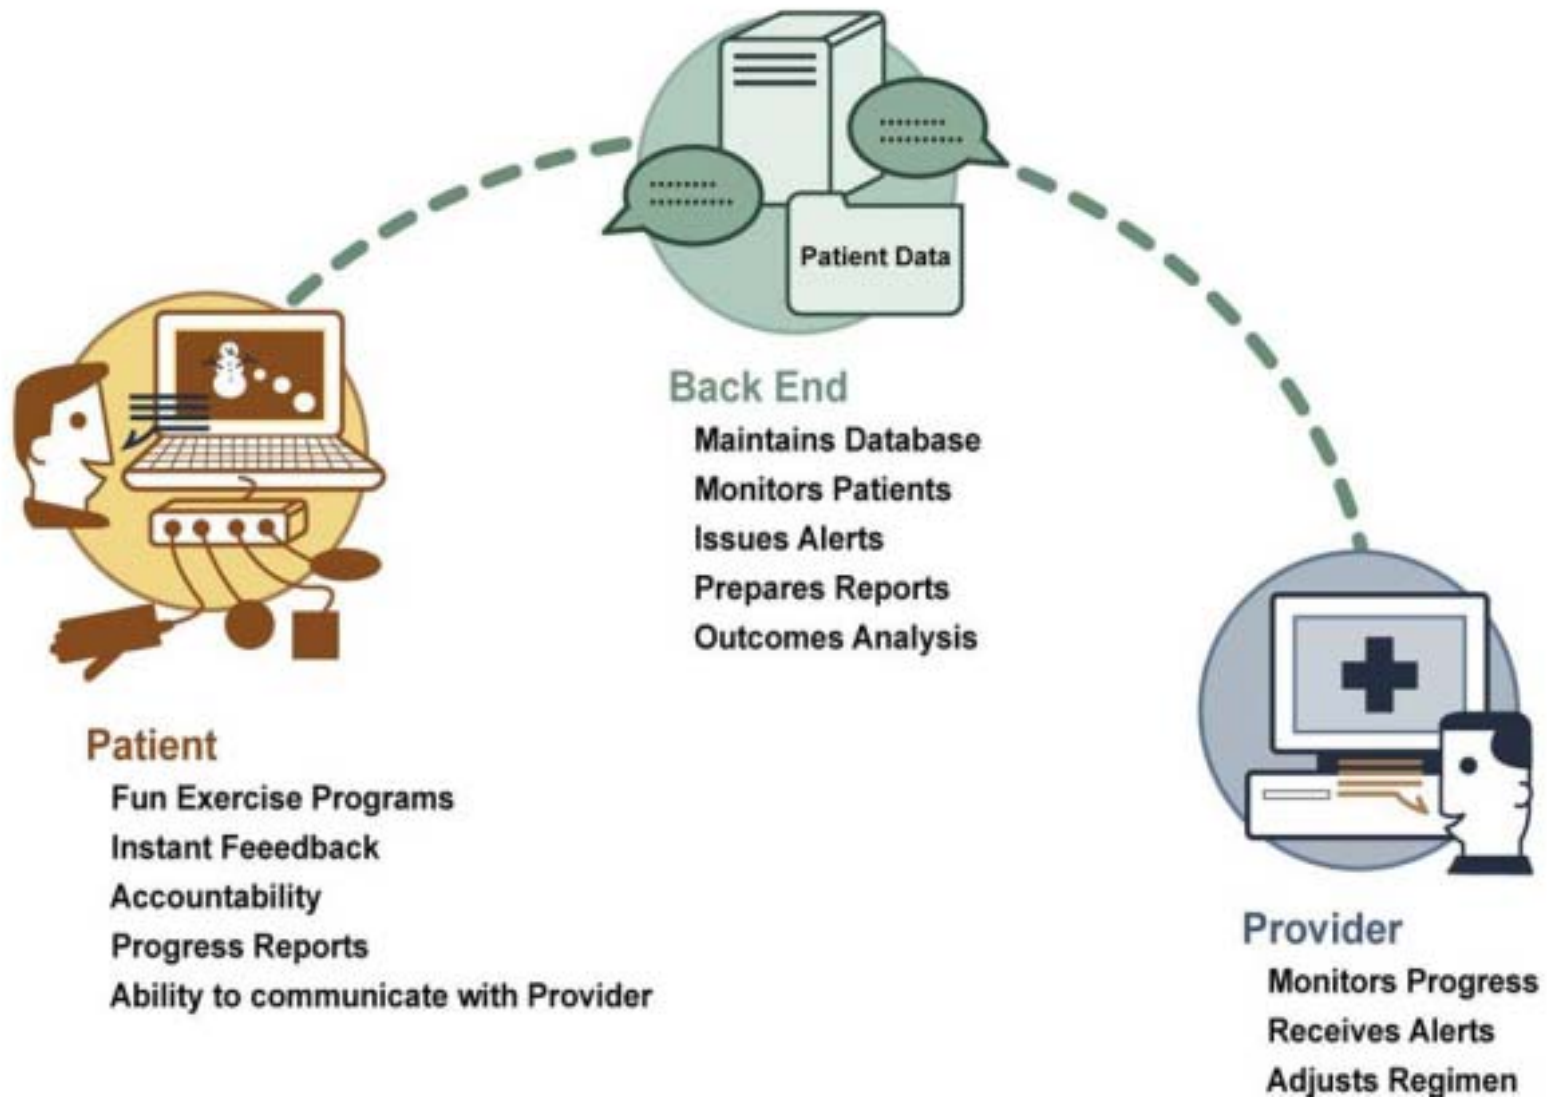 Patient Data
Back End
Maintains Database
Monitors Patients
Issues Alerts
Prepares Reports
Outcomes Analysis
Patient
Fun Exercise Programs
Instant Feeedback
Accountability
Progress Reports
Ability to communicate with Provider
Provider
Monitors Progress
Receives Alerts
Adjusts Regimen